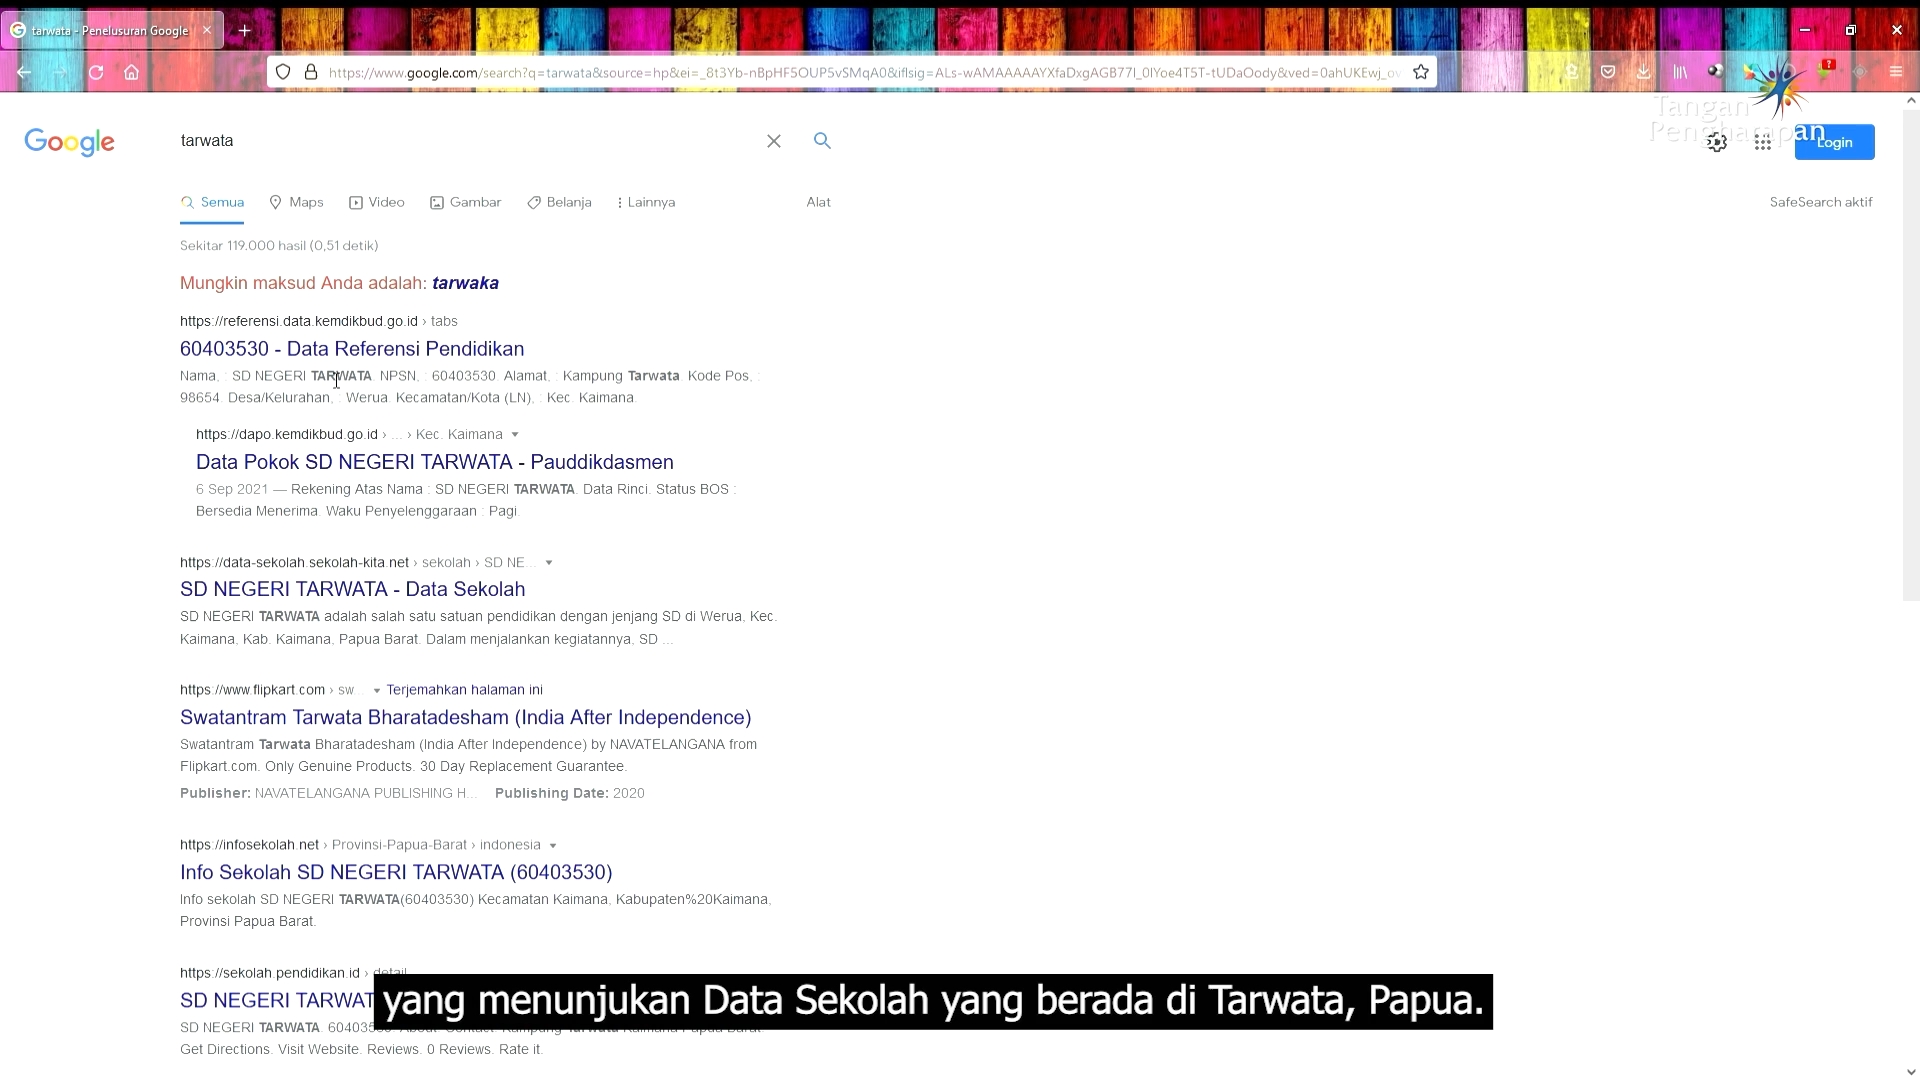 tarwata - Penelusuran Google
https://www.google.com/search?q=tarwata&source=hp&ei=_8t3Yb-nBpHF5OUP5vSMqA0&iflsig=ALs-wAMAAAAAYXfaDxgAGB77I_0lYoe4T5T-tUDaOody&ved=0ahUKEwj_ov
Tangan
Pengharapan
Google
tarwata
Login
Semua Maps Video Gambar Belanja Lainnya Alat SafeSearch aktif
Sekitar 119.000 hasil (0,51 detik)
Mungkin maksud Anda adalah: tarwaka
https://referensi.data.kemdikbud.go.id › tabs
60403530 - Data Referensi Pendidikan
Nama, : SD NEGERI TARWATA. NPSN, : 60403530. Alamat, : Kampung Tarwata. Kode Pos, :
98654. Desa/Kelurahan, : Werua. Kecamatan/Kota (LN), : Kec. Kaimana.
https://dapo.kemdikbud.go.id › ... › Kec. Kaimana
Data Pokok SD NEGERI TARWATA - Pauddikdasmen
6 Sep 2021 — Rekening Atas Nama : SD NEGERI TARWATA. Data Rinci. Status BOS :
Bersedia Menerima. Waku Penyelenggaraan : Pagi.
https://data-sekolah.sekolah-kita.net › sekolah › SD NE...
SD NEGERI TARWATA - Data Sekolah
SD NEGERI TARWATA adalah salah satu satuan pendidikan dengan jenjang SD di Werua, Kec.
Kaimana, Kab. Kaimana, Papua Barat. Dalam menjalankan kegiatannya, SD ...
https://www.flipkart.com › sw... Terjemahkan halaman ini
Swatantram Tarwata Bharatadesham (India After Independence)
Swatantram Tarwata Bharatadesham (India After Independence) by NAVATELANGANA from
Flipkart.com. Only Genuine Products. 30 Day Replacement Guarantee.
Publisher: NAVATELANGANA PUBLISHING H... Publishing Date: 2020
https://infosekolah.net › Provinsi-Papua-Barat › indonesia
Info Sekolah SD NEGERI TARWATA (60403530)
Info sekolah SD NEGERI TARWATA(60403530) Kecamatan Kaimana, Kabupaten%20Kaimana,
Provinsi Papua Barat.
https://sekolah.pendidikan.id › detail
SD NEGERI TARWAT
yang menunjukan Data Sekolah yang berada di Tarwata, Papua.
SD NEGERI TARWATA. 60403530. About. Contact. Kampung Tarwata Kaimana Papua Barat.
Get Directions. Visit Website. Reviews. 0 Reviews. Rate it.